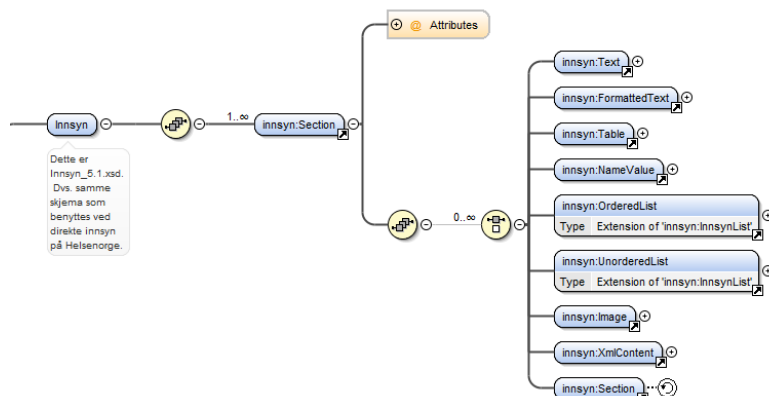 @ Attributes
innsyn:Text
innsyn:FormattedText
Innsyn
1..∞
innsyn:Section
innsyn:Table
Dette er
Innsyn_5.1.xsd.
Dvs. samme
skjema som
benyttes ved
direkte innsyn
på Helsenorge.
innsyn:NameValue
0..∞
innsyn:OrderedList
Type Extension of 'innsyn:InnsynList'
innsyn:UnorderedList
Type Extension of 'innsyn:InnsynList'
innsyn:Image
innsyn:XmlContent
innsyn:Section